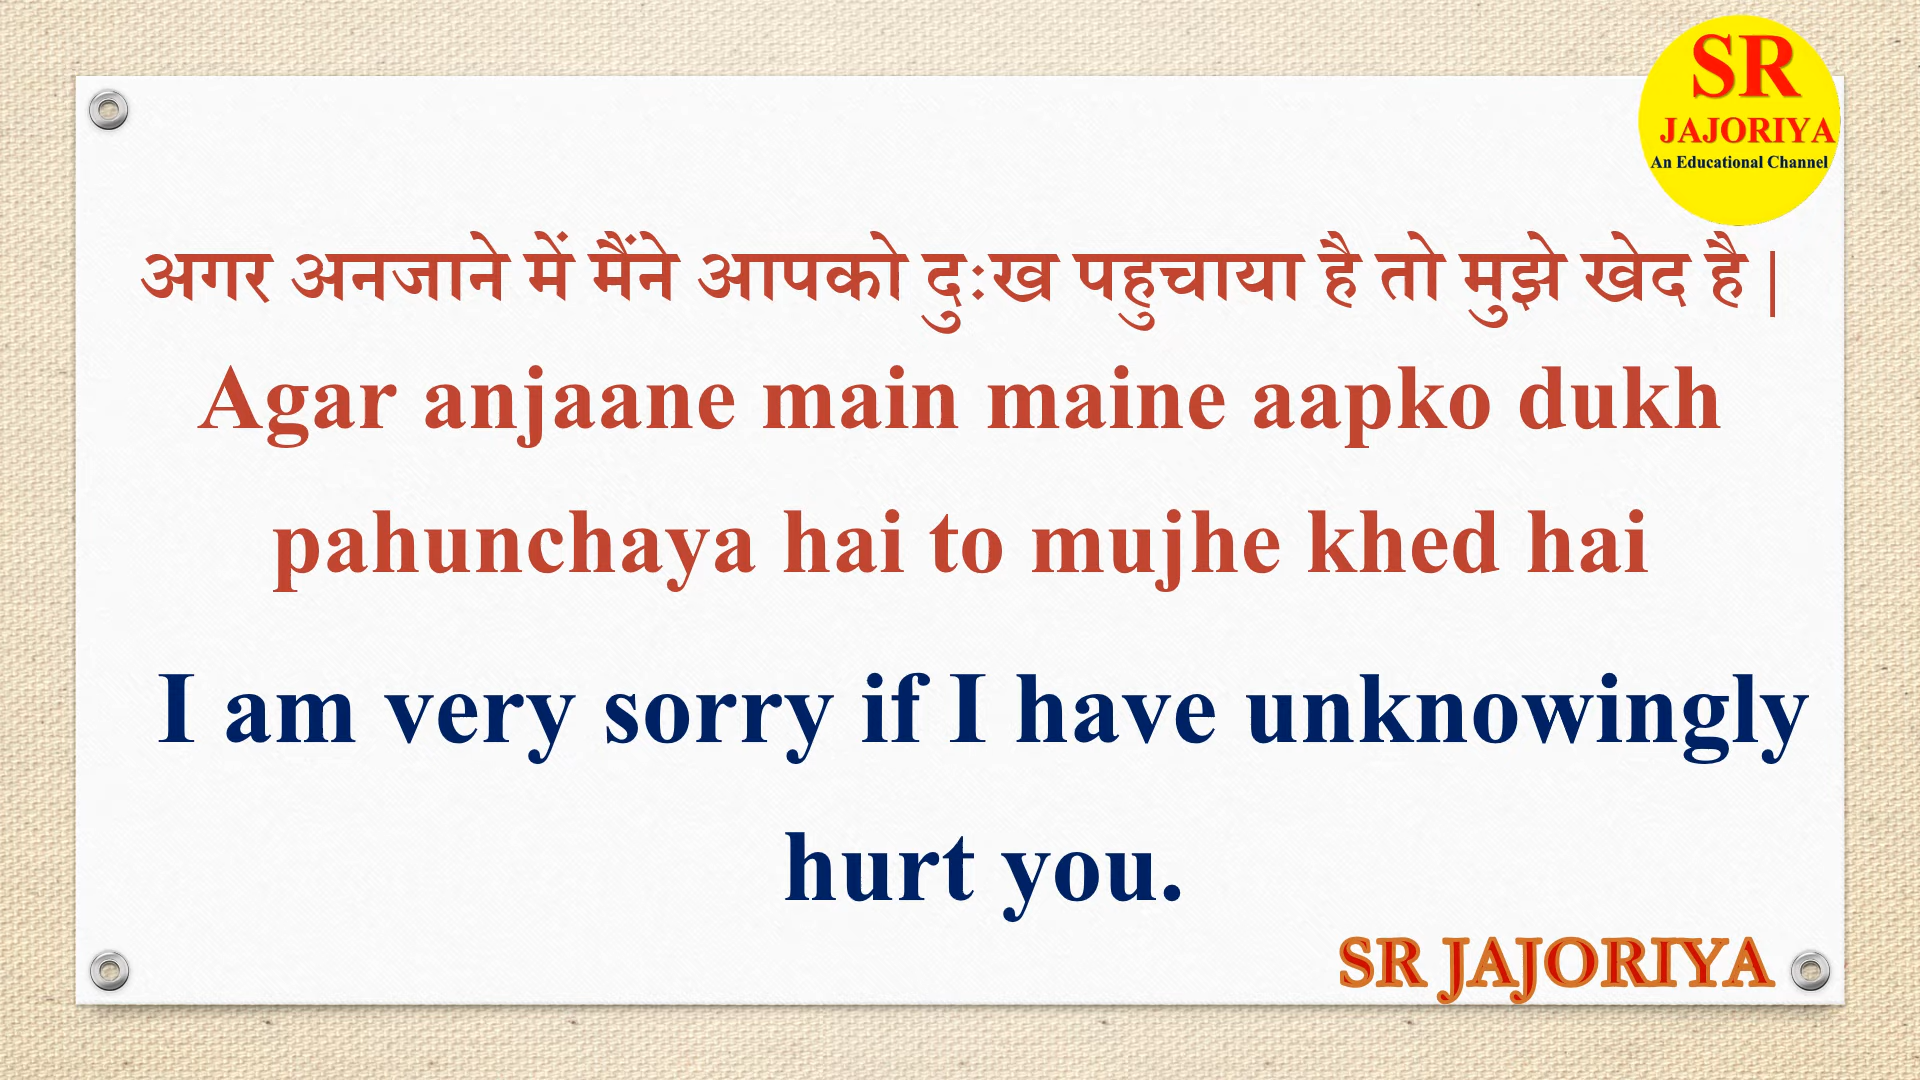 SR
JAJORIYA
An Educational Channel
अगर अनजाने में मैंने आपको दुःख पहुचाया है तो मुझे खेद है |
Agar anjaane main maine aapko dukh
pahunchaya hai to mujhe khed hai
I am very sorry if I have unknowingly
hurt you.
SR JAJORIYA